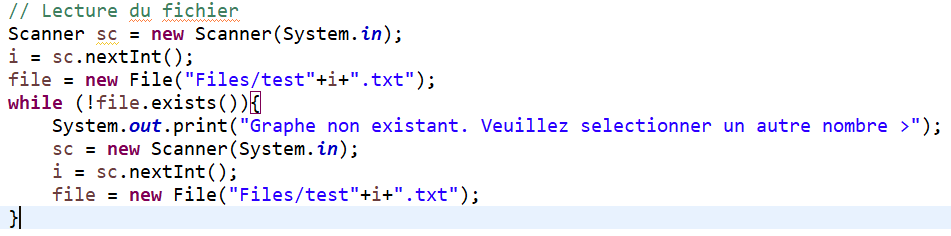 // Lecture du fichier
Scanner sc = new Scanner(System.in);
i = sc.nextInt();
file = new File("Files/test"+i+".txt");
while (!file.exists()){
    System.out.print("Graphe non existant. Veuillez selectionner un autre nombre >");
    sc = new Scanner(System.in);
    i = sc.nextInt();
    file = new File("Files/test"+i+".txt");
}